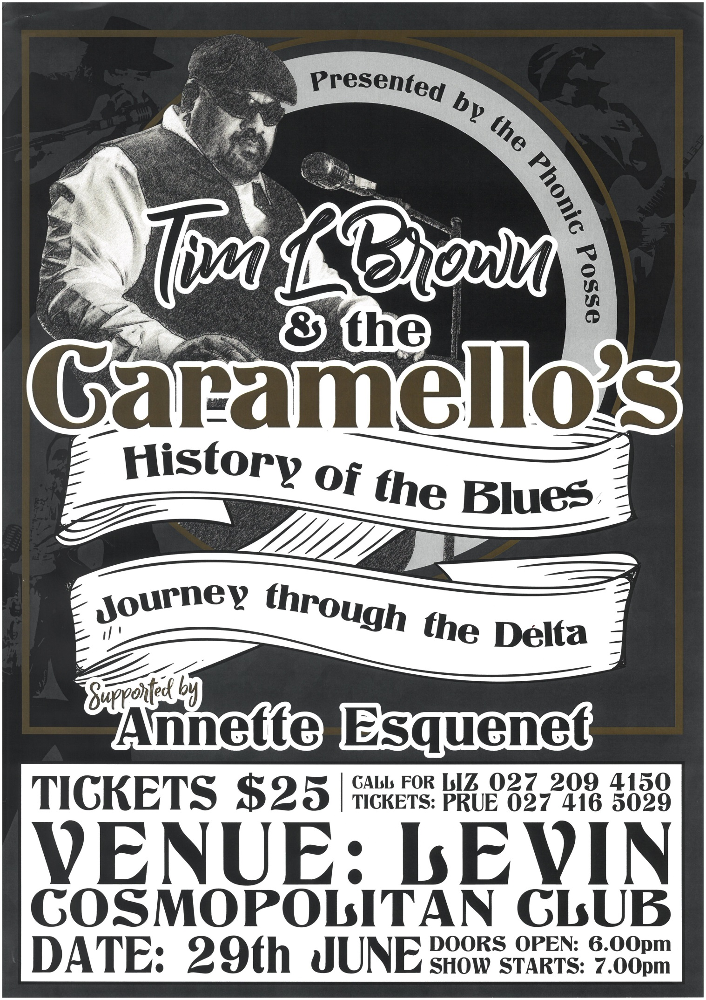 Presented by the Phonic Posse
Tim L Brown
& the
Caramello's
History of the Blues
Journey through the Delta
Supported by
Annette Esquenet
TICKETS $25
CALL FOR TICKETS:
LIZ 027 209 4150
PRUE 027 416 5029
VENUE: LEVIN
COSMOPOLITAN CLUB
DATE: 29th JUNE
DOORS OPEN: 6.00pm
SHOW STARTS: 7.00pm